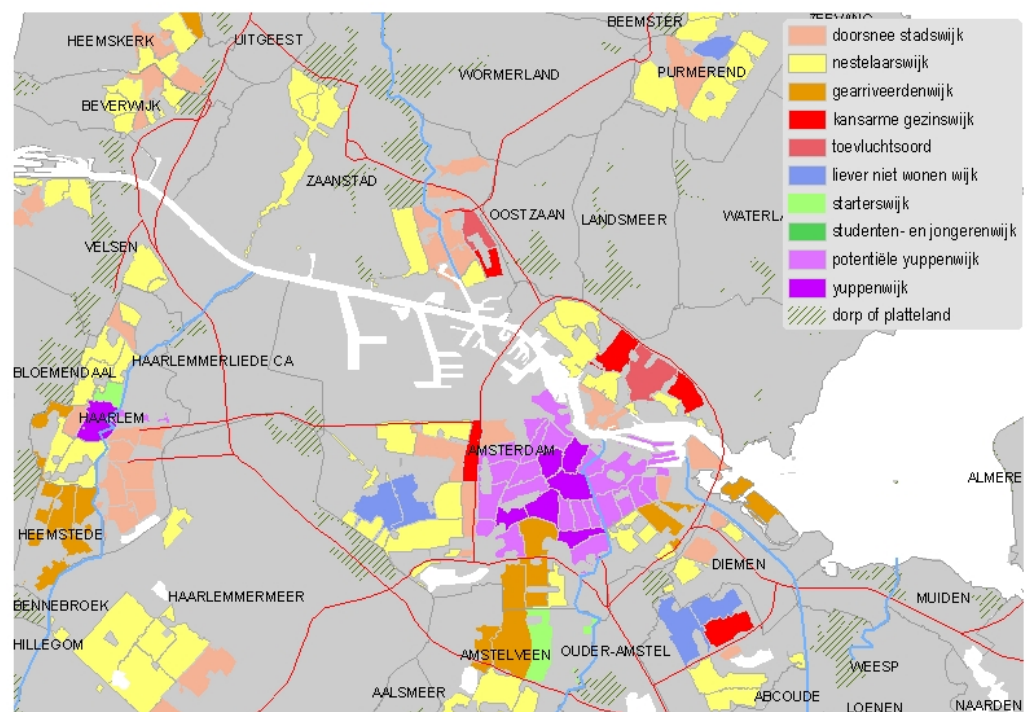 BEEMSTER
ZEEVANG
HEEMSKERK
UITGEEST
WORMERLAND
PURMEREND
BEVERWIJK
ZAANSTAD
OOSTZAAN
LANDSMEER
VELSEN
HAARLEMMERLIEDE CA
BLOEMENDAAL
HAARLEM
AMSTERDAM
ALMERE
HEEMSTEDE
DIEMEN
BENNEBROEK
HAARLEMMERMEER
MUIDEN
HILLEGOM
AMSTELVEEN
OUDER-AMSTEL
WEESP
AALSMEER
ABCOUDE
LOENEN
NAARDEN
doorsnee stadswijk
nestelaarswijk
gearriveerdenwijk
kansarme gezinswijk
toevluchtsoord
liever niet wonen wijk
starterswijk
studenten- en jongerenwijk
potentiële yuppenwijk
yuppenwijk
dorp of platteland